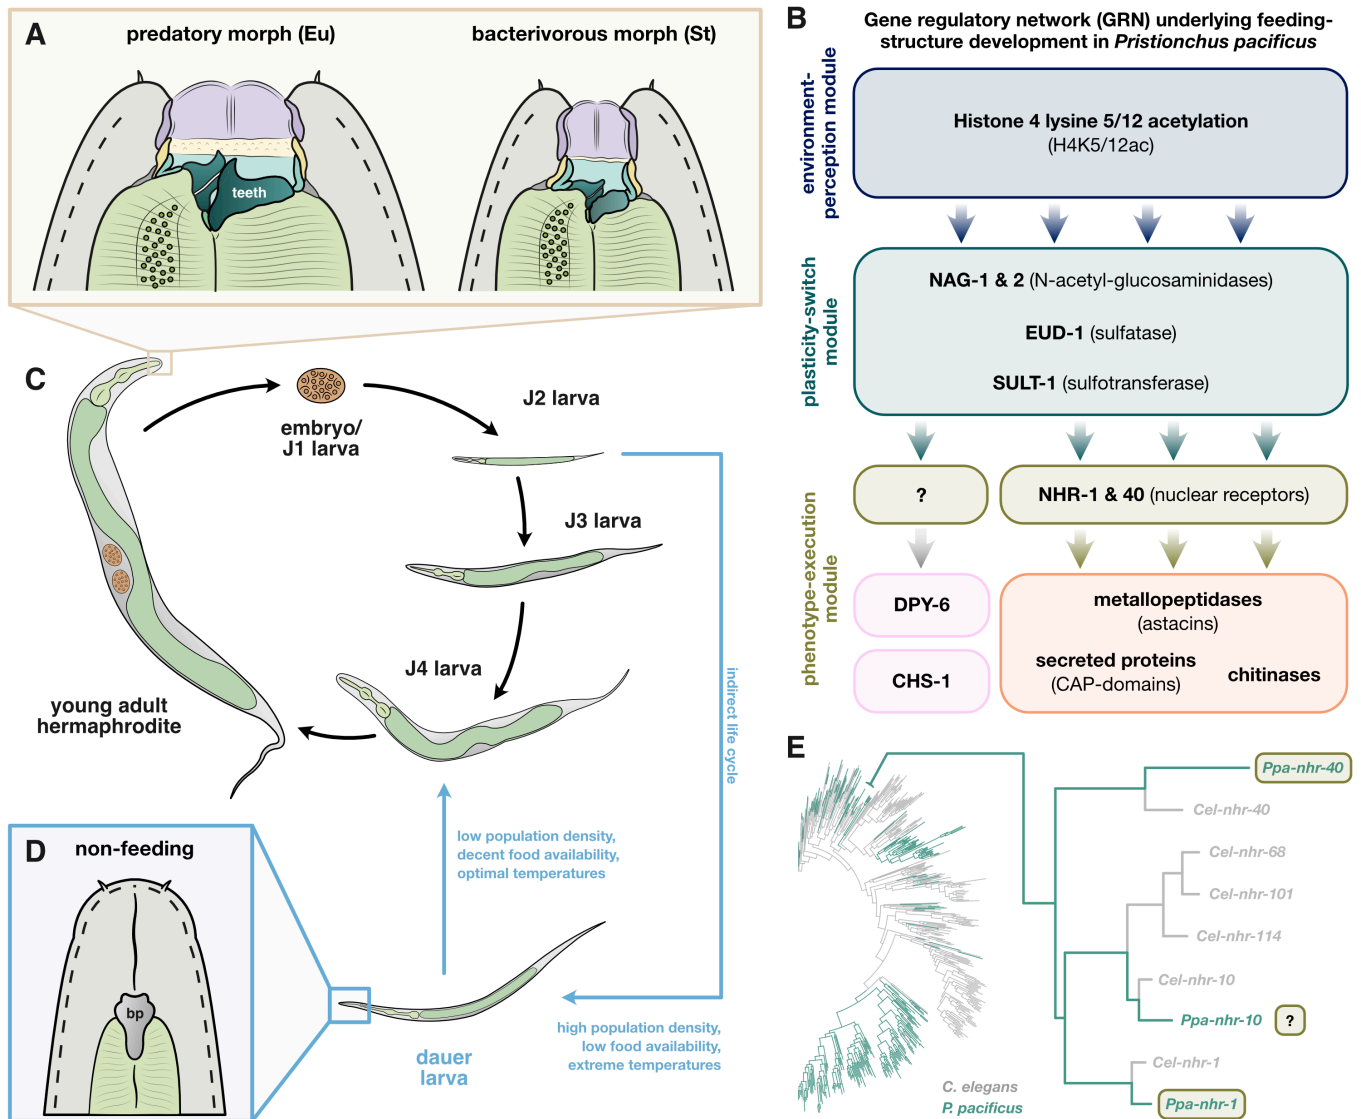 A
predatory morph (Eu)
bacterivorous morph (St)
teeth
B
Gene regulatory network (GRN) underlying feeding-
structure development in Pristionchus pacificus
environment-
perception module
Histone 4 lysine 5/12 acetylation
(H4K5/12ac)
plasticity-switch
module
NAG-1 & 2 (N-acetyl-glucosaminidases)
EUD-1 (sulfatase)
SULT-1 (sulfotransferase)
phenotype-execution
module
?
NHR-1 & 40 (nuclear receptors)
DPY-6
CHS-1
metallopeptidases
(astacins)
secreted proteins
(CAP-domains)
chitinases
C
embryo/
J1 larva
J2 larva
J3 larva
J4 larva
young adult
hermaphrodite
indirect life cycle
low population density,
decent food availability,
optimal temperatures
high population density,
low food availability,
extreme temperatures
dauer
larva
D
non-feeding
bp
E
Ppa-nhr-40
Cel-nhr-40
Cel-nhr-68
Cel-nhr-101
Cel-nhr-114
Cel-nhr-10
Ppa-nhr-10
?
Cel-nhr-1
Ppa-nhr-1
C. elegans
P. pacificus